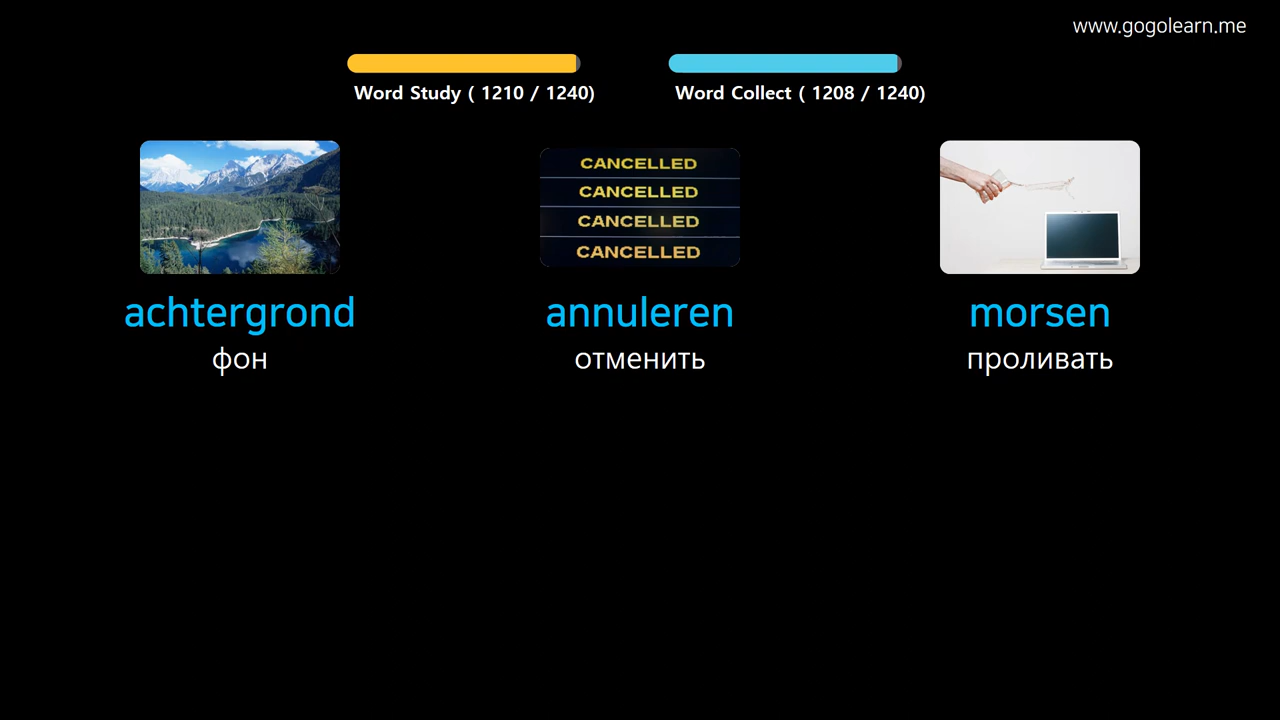 www.gogolearn.me
Word Study ( 1210 / 1240)
Word Collect ( 1208 / 1240)
CANCELLED
CANCELLED
CANCELLED
CANCELLED
achtergrond
annuleren
morsen
фон
отменить
проливать